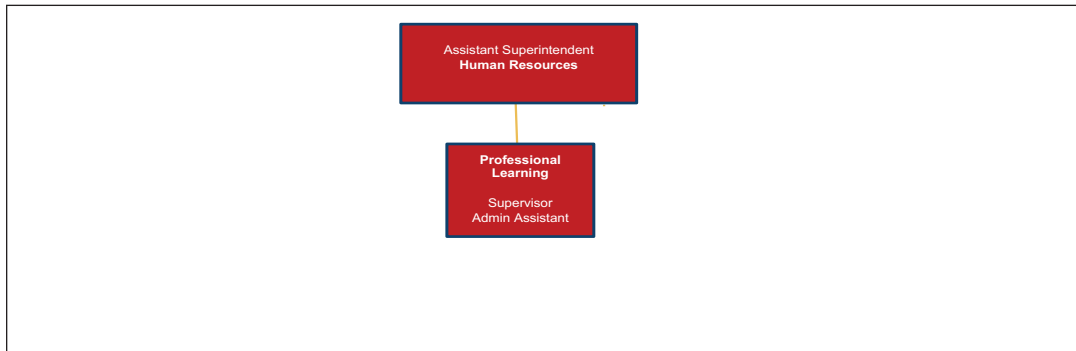 Assistant Superintendent
Human Resources
Professional
Learning
Supervisor
Admin Assistant